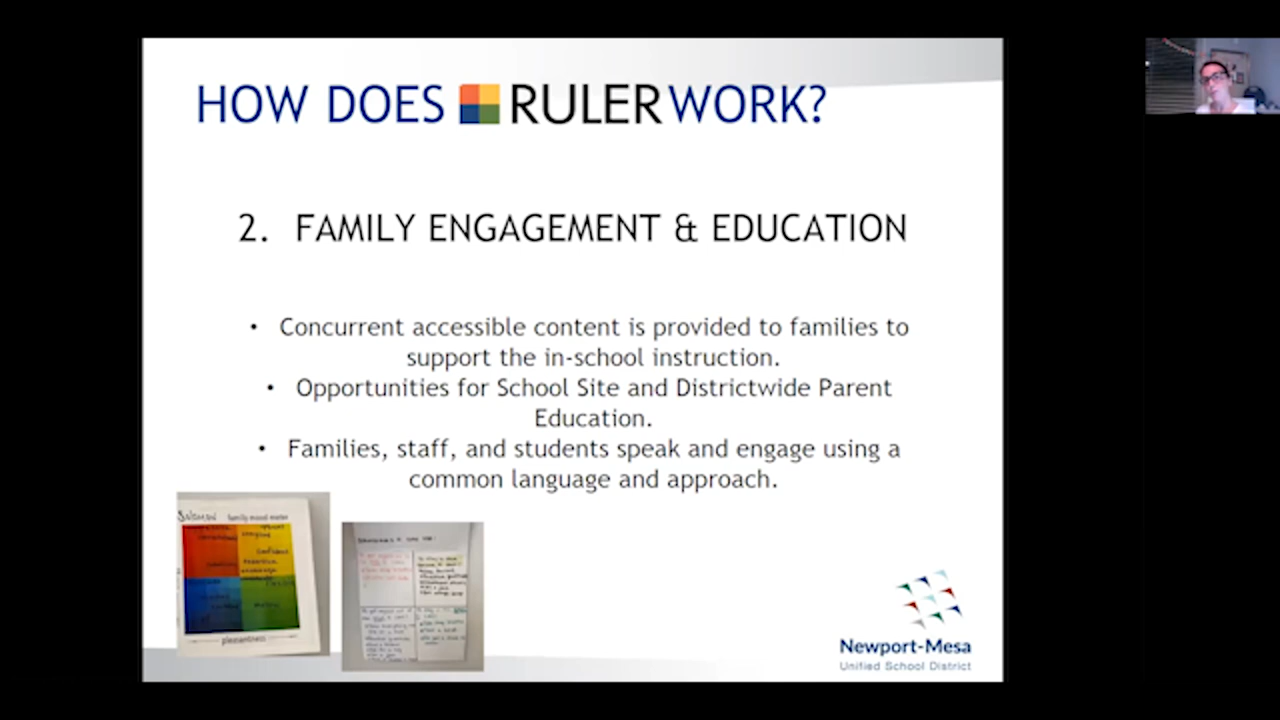 HOW DOES RULER WORK?
2. FAMILY ENGAGEMENT & EDUCATION
• Concurrent accessible content is provided to families to
support the in-school instruction.
• Opportunities for School Site and Districtwide Parent
Education.
• Families, staff, and students speak and engage using a
common language and approach.
family mood meter
pleasantness
Newport-Mesa
Unified School District